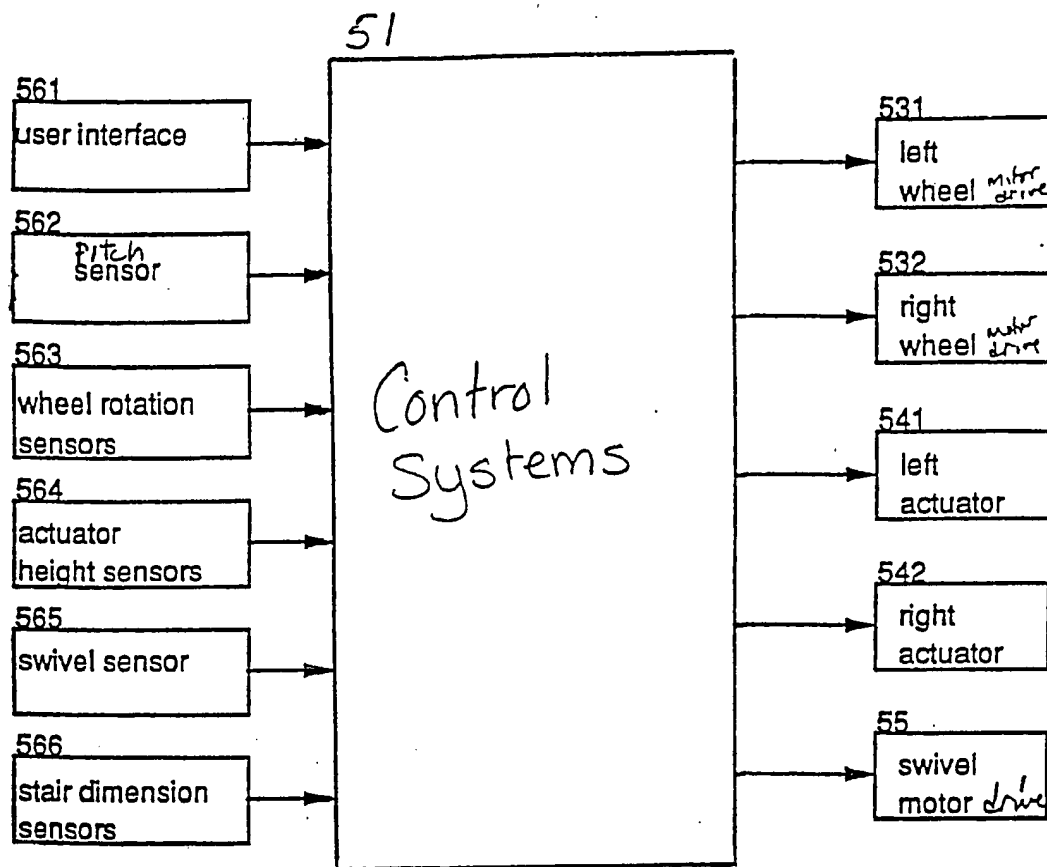 51
561
user interface
562
Pitch
sensor
563
wheel rotation
sensors
564
actuator
height sensors
565
swivel sensor
566
stair dimension
sensors
Control
Systems
531
left
wheel motor
drive
532
right
wheel motor
drive
541
left
actuator
542
right
actuator
55
swivel
motor drive